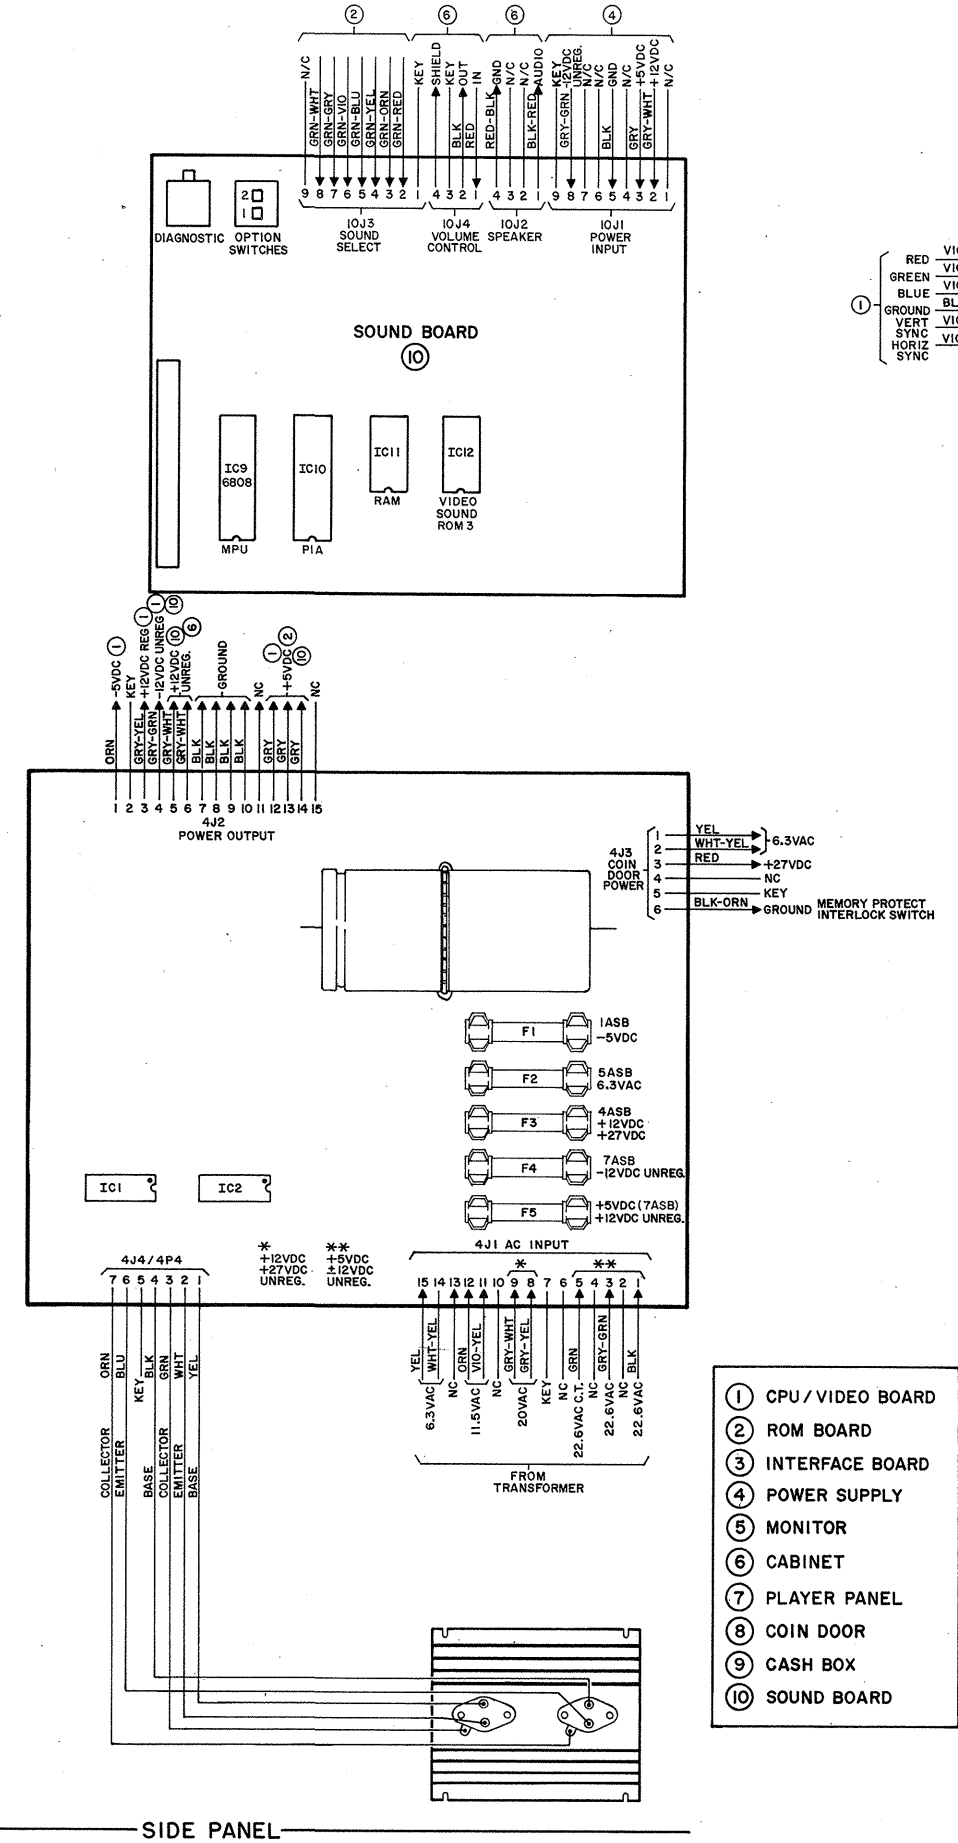 2 6 6 4
N/C
GRN-WHT
GRN-GRY
GRN-VIO
GRN-BLU
GRN-YEL
GRN-ORN
GRN-RED
KEY
SHIELD
KEY
BLK OUT
RED IN
RED-BLK GND
N/C
N/C
BLK-RED AUDIO
KEY
GRY-GRN -12VDC UNREG.
N/C
N/C
BLK GND
N/C
GRY +5VDC
GRY-WHT +12VDC
N/C
9 8 7 6 5 4 3 2 1 4 3 2 1 4 3 2 1 9 8 7 6 5 4 3 2 1
10J3
SOUND
SELECT
10J4
VOLUME
CONTROL
10J2
SPEAKER
10J1
POWER
INPUT
2
1
DIAGNOSTIC
OPTION
SWITCHES
1
RED VIO
GREEN VIO
BLUE VIO
GROUND BL
VERT VIO
SYNC
HORIZ VIO
SYNC
SOUND BOARD
10
IC9
6808
MPU
IC10
PIA
IC11
RAM
IC12
VIDEO
SOUND
ROM 3
ORN -5VDC 1
KEY
GRY-YEL +12VDC REG 1
GRY-GRN -12VDC UNREG 1 10
GRY-WHT +12VDC 10
GRY-WHT UNREG. 6
BLK
BLK
BLK
BLK
GROUND
NC
GRY 1
GRY +5VDC 2
GRY 10
NC
1 2 3 4 5 6 7 8 9 10 11 12 13 14 15
4J2
POWER OUTPUT
4J3
COIN
DOOR
POWER
1 YEL
2 WHT-YEL 6.3VAC
3 RED +27VDC
4 NC
5 KEY
6 BLK-ORN GROUND MEMORY PROTECT
INTERLOCK SWITCH
F1 1ASB
-5VDC
F2 5ASB
6.3VAC
F3 4ASB
+12VDC
+27VDC
F4 7ASB
-12VDC UNREG.
F5 +5VDC (7ASB)
+12VDC UNREG.
IC1 IC2
4J4/4P4
7 6 5 4 3 2 1
*
+12VDC
+27VDC
UNREG.
**
+5VDC
±12VDC
UNREG.
4J1 AC INPUT
* **
15 14 13 12 11 10 9 8 7 6 5 4 3 2 1
ORN COLLECTOR
BLU EMITTER
KEY
BLK BASE
GRN COLLECTOR
WHT EMITTER
YEL BASE
YEL
WHT-YEL
6.3VAC
NC
ORN
VIO-YEL
11.5VAC
NC
GRY-WHT
GRY-YEL
20VAC
KEY
NC
GRN 22.6VAC C.T.
NC
GRY-GRN 22.6VAC
NC
BLK 22.6VAC
FROM
TRANSFORMER
1 CPU/VIDEO BOARD
2 ROM BOARD
3 INTERFACE BOARD
4 POWER SUPPLY
5 MONITOR
6 CABINET
7 PLAYER PANEL
8 COIN DOOR
9 CASH BOX
10 SOUND BOARD
SIDE PANEL